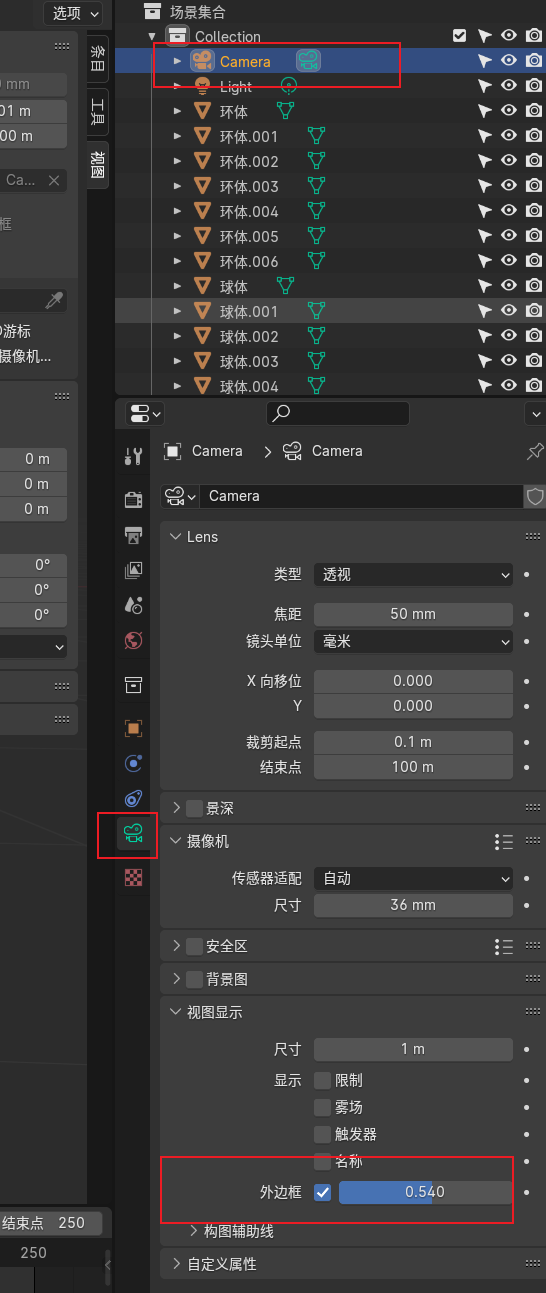 选项
场景集合
Collection
Camera
Light
环体
环体.001
环体.002
环体.003
环体.004
环体.005
环体.006
球体
球体.001
球体.002
球体.003
球体.004
条目
工具
视图
mm
01 m
00 m
Ca...
框
游标
摄像机...
0 m
0 m
0 m
0°
0°
0°
结束点 250
250
Camera > Camera
Camera
Lens
类型 透视
焦距 50 mm
镜头单位 毫米
X 向移位 0.000
Y 0.000
裁剪起点 0.1 m
结束点 100 m
景深
摄像机
传感器适配 自动
尺寸 36 mm
安全区
背景图
视图显示
尺寸 1 m
显示 限制
雾场
触发器
名称
外边框 0.540
构图辅助线
自定义属性